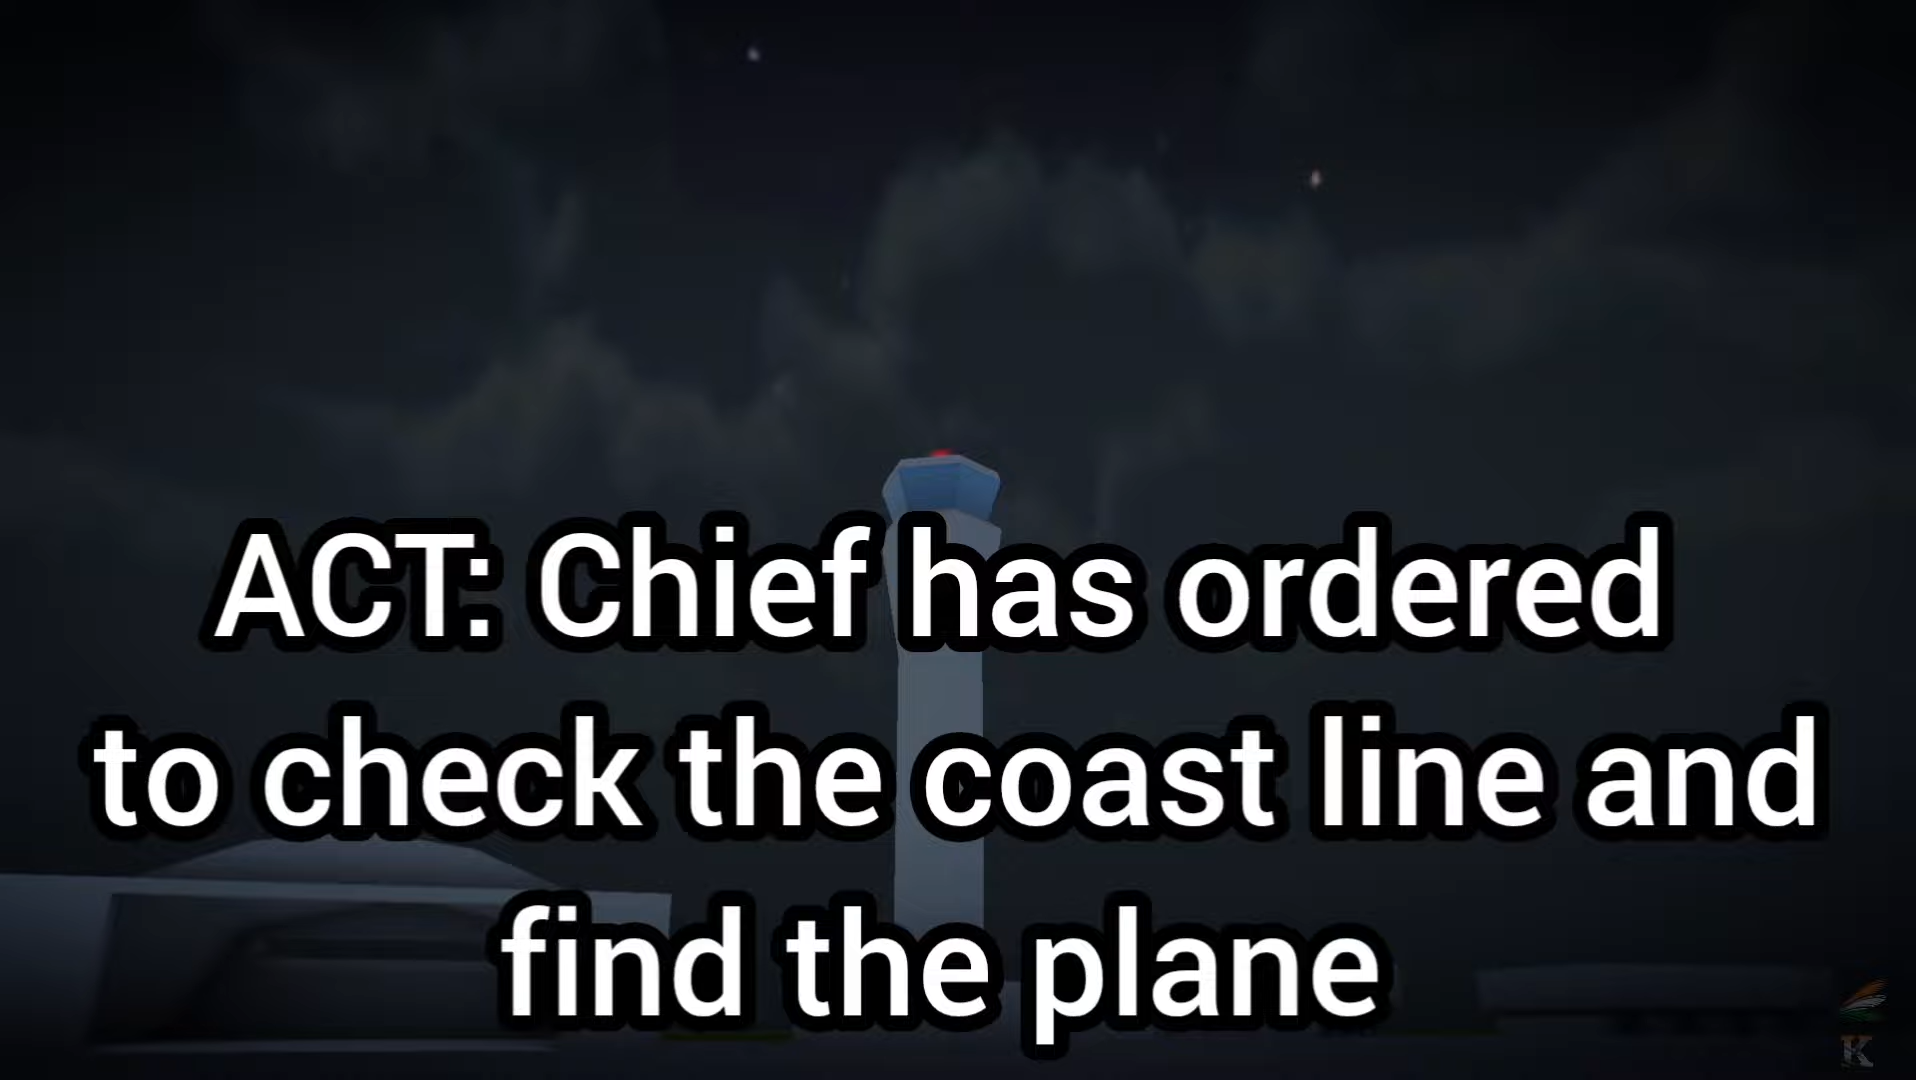 ACT: Chief has ordered
to check the coast line and
find the plane
K